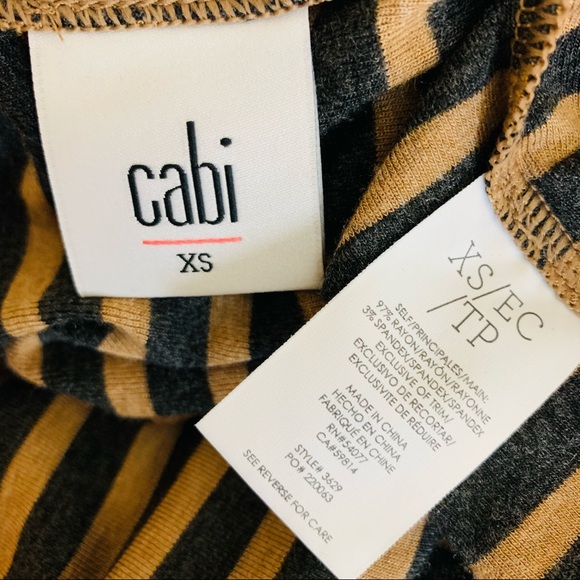 cabi
XS
XS/EC
/TP
SELF/PRINCIPALES/MAIN:
97% RAYON/RAYÓN/RAYONNE
3% SPANDEX/SPANDEX/SPANDEX
EXCLUSIVE OF TRIM/
EXCLUSIVO DE RECORTAR/
EXCLUSIVITE DE RÉDUIRE
MADE IN CHINA
HECHO EN CHINA
FABRIQUÉ EN CHINE
RN#54077
CA#59814
STYLE# 3629
PO# 220063
SEE REVERSE FOR CARE